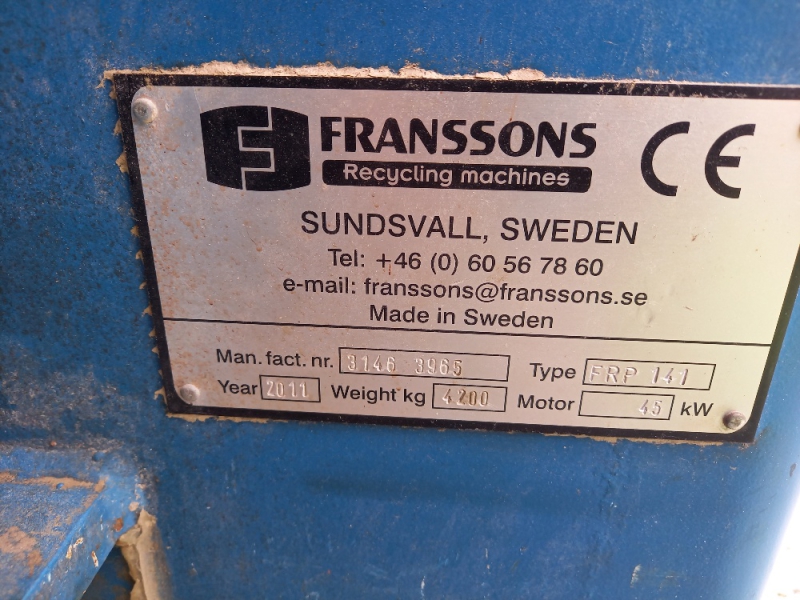 FRANSSONS
Recycling machines
CE
SUNDSVALL, SWEDEN
Tel: +46 (0) 60 56 78 60
e-mail: franssons@franssons.se
Made in Sweden
Man. fact. nr. 3146 3965 Type FRP 141
Year 2011 Weight kg 4200 Motor 45 kW